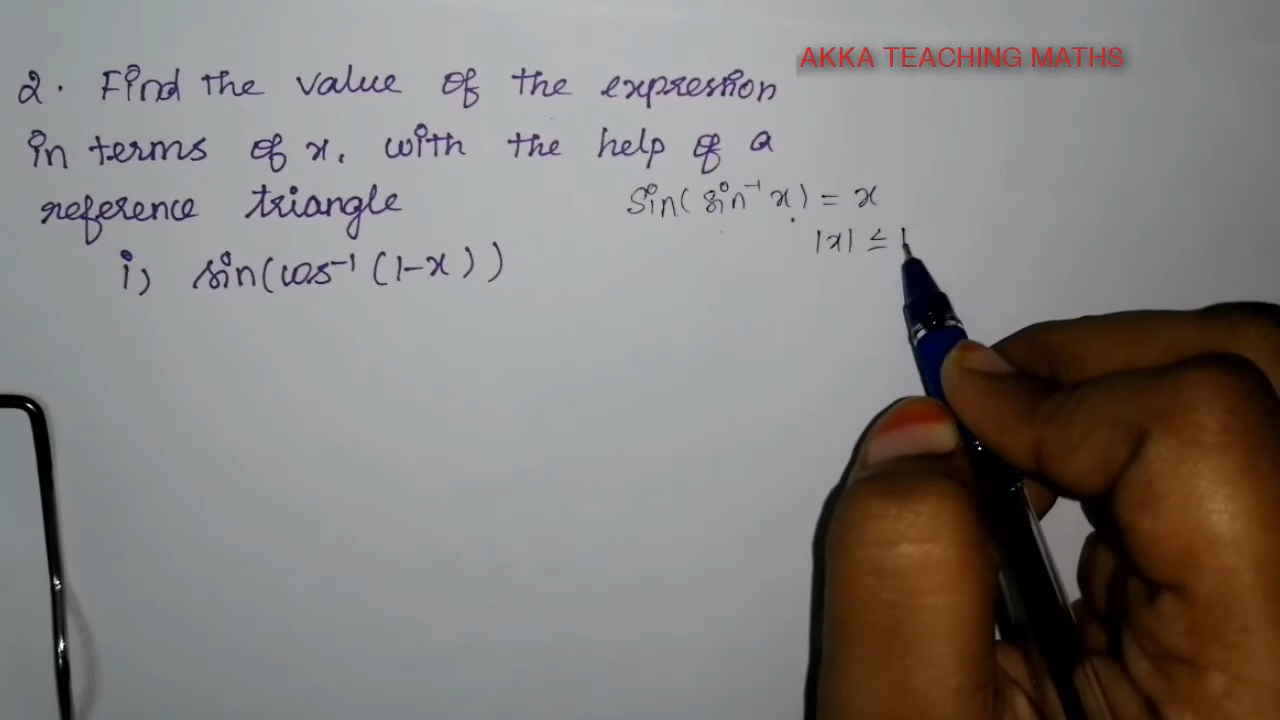 AKKA TEACHING MATHS
2. Find the value of the expression
in terms of x, with the help of a
reference triangle
sin(sin⁻¹ x) = x
|x| ≤ 1
i) sin(cos⁻¹ (1-x))